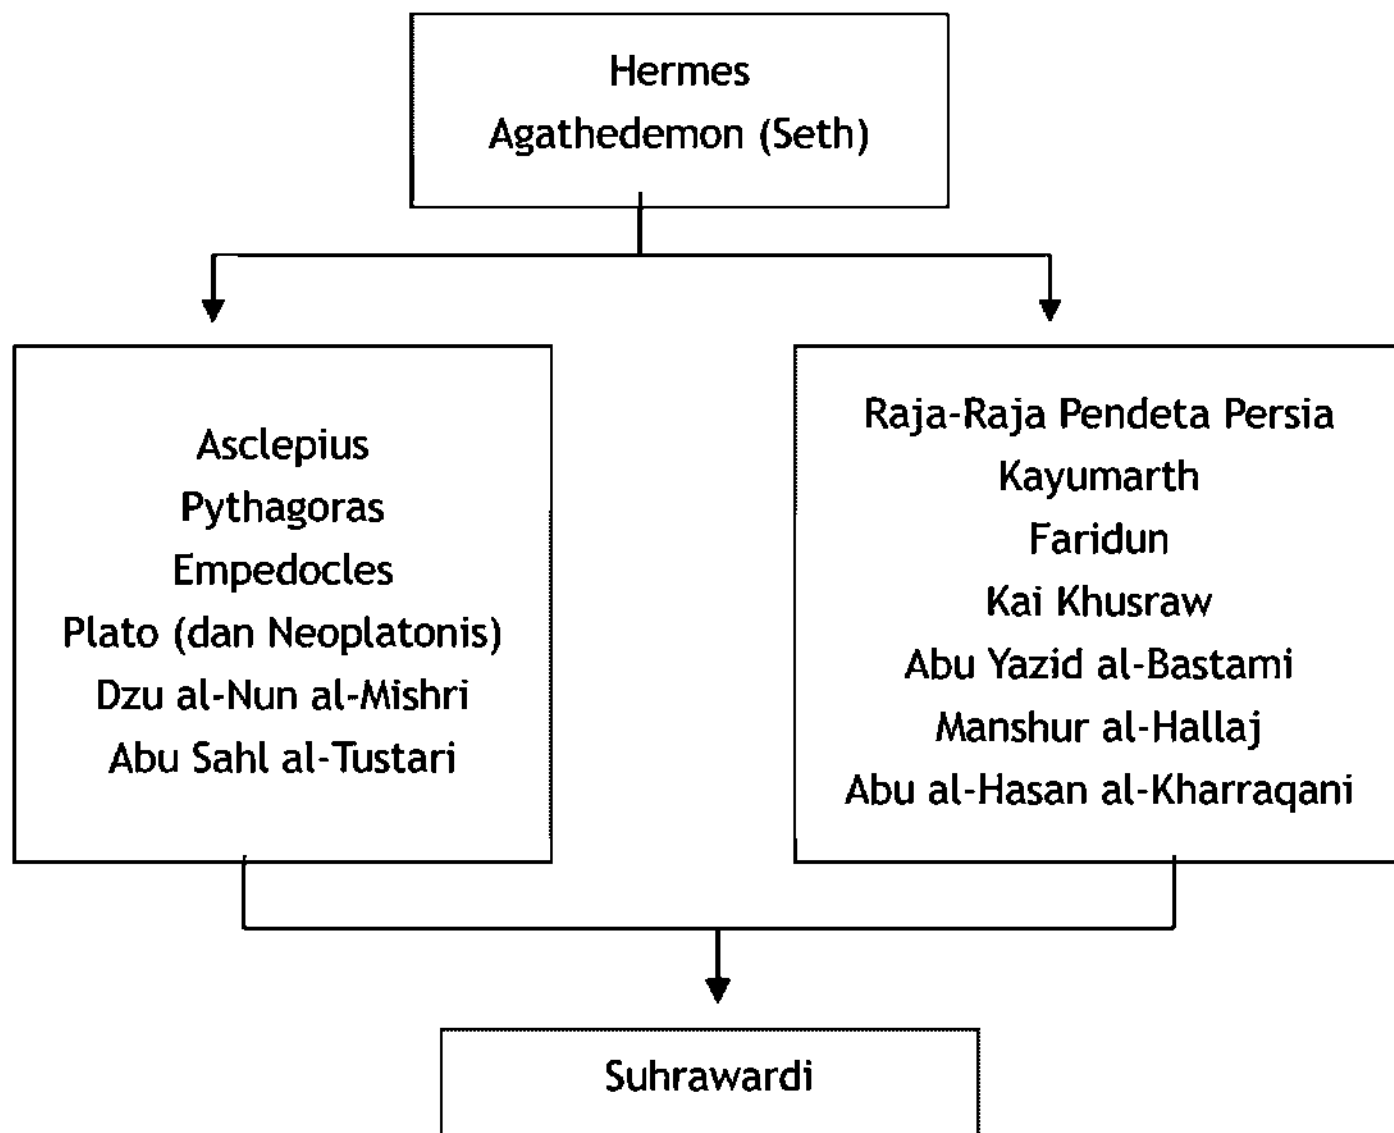 Hermes
Agathedemon (Seth)
Asclepius
Pythagoras
Empedocles
Plato (dan Neoplatonis)
Dzu al-Nun al-Mishri
Abu Sahl al-Tustari
Raja-Raja Pendeta Persia
Kayumarth
Faridun
Kai Khusraw
Abu Yazid al-Bastami
Manshur al-Hallaj
Abu al-Hasan al-Kharraqani
Suhrawardi